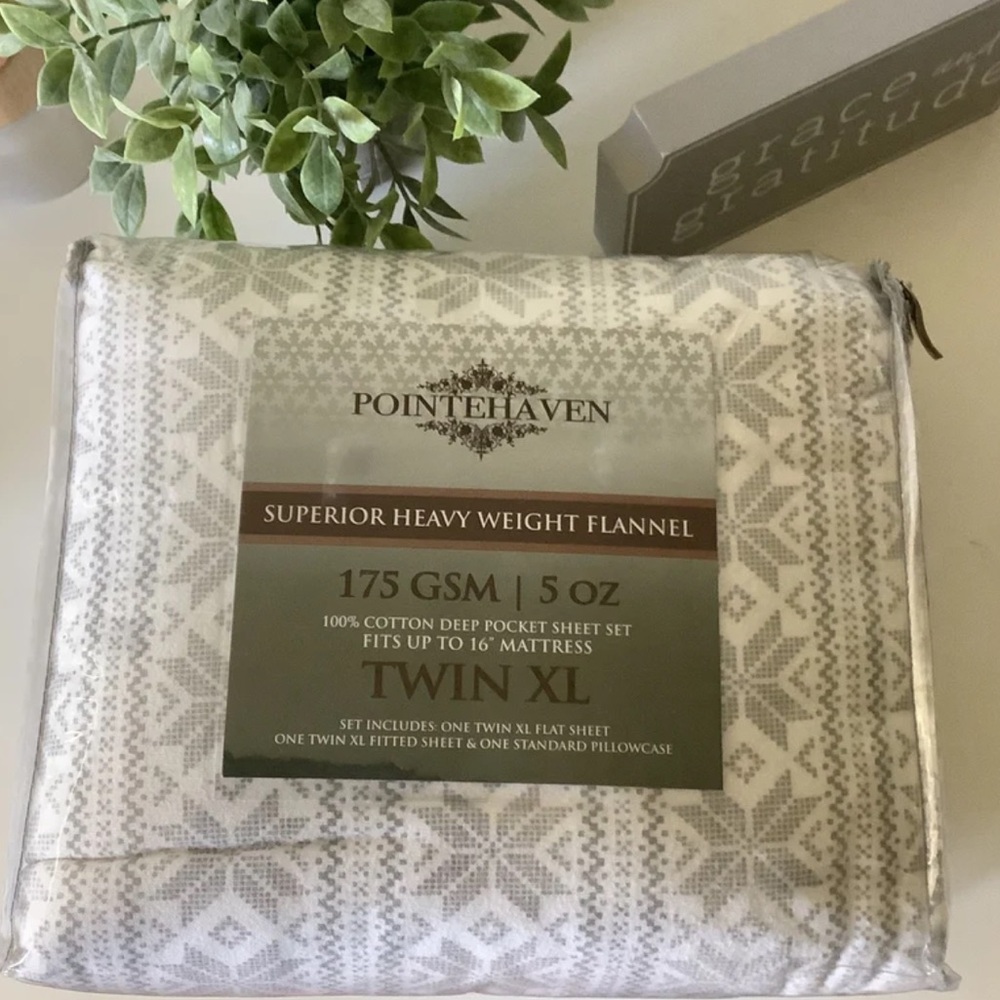 grace and
gratitude
POINTEHAVEN
SUPERIOR HEAVY WEIGHT FLANNEL
175 GSM | 5 OZ
100% COTTON DEEP POCKET SHEET SET
FITS UP TO 16" MATTRESS
TWIN XL
SET INCLUDES: ONE TWIN XL FLAT SHEET
ONE TWIN XL FITTED SHEET & ONE STANDARD PILLOWCASE